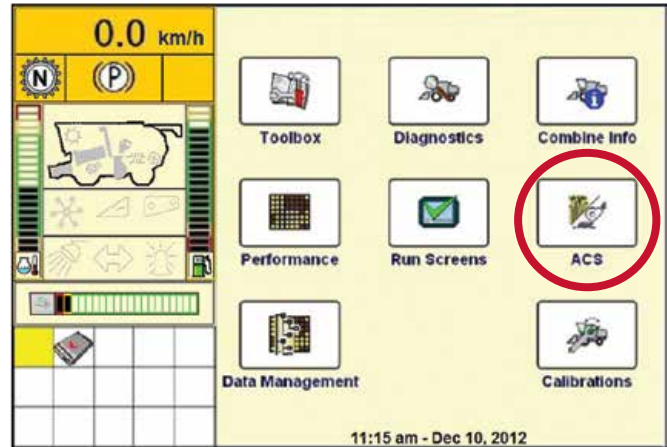 0.0 km/h
N
(P)
Toolbox
Diagnostics
Combine Info
Performance
Run Screens
ACS
Data Management
Calibrations
11:15 am - Dec 10, 2012